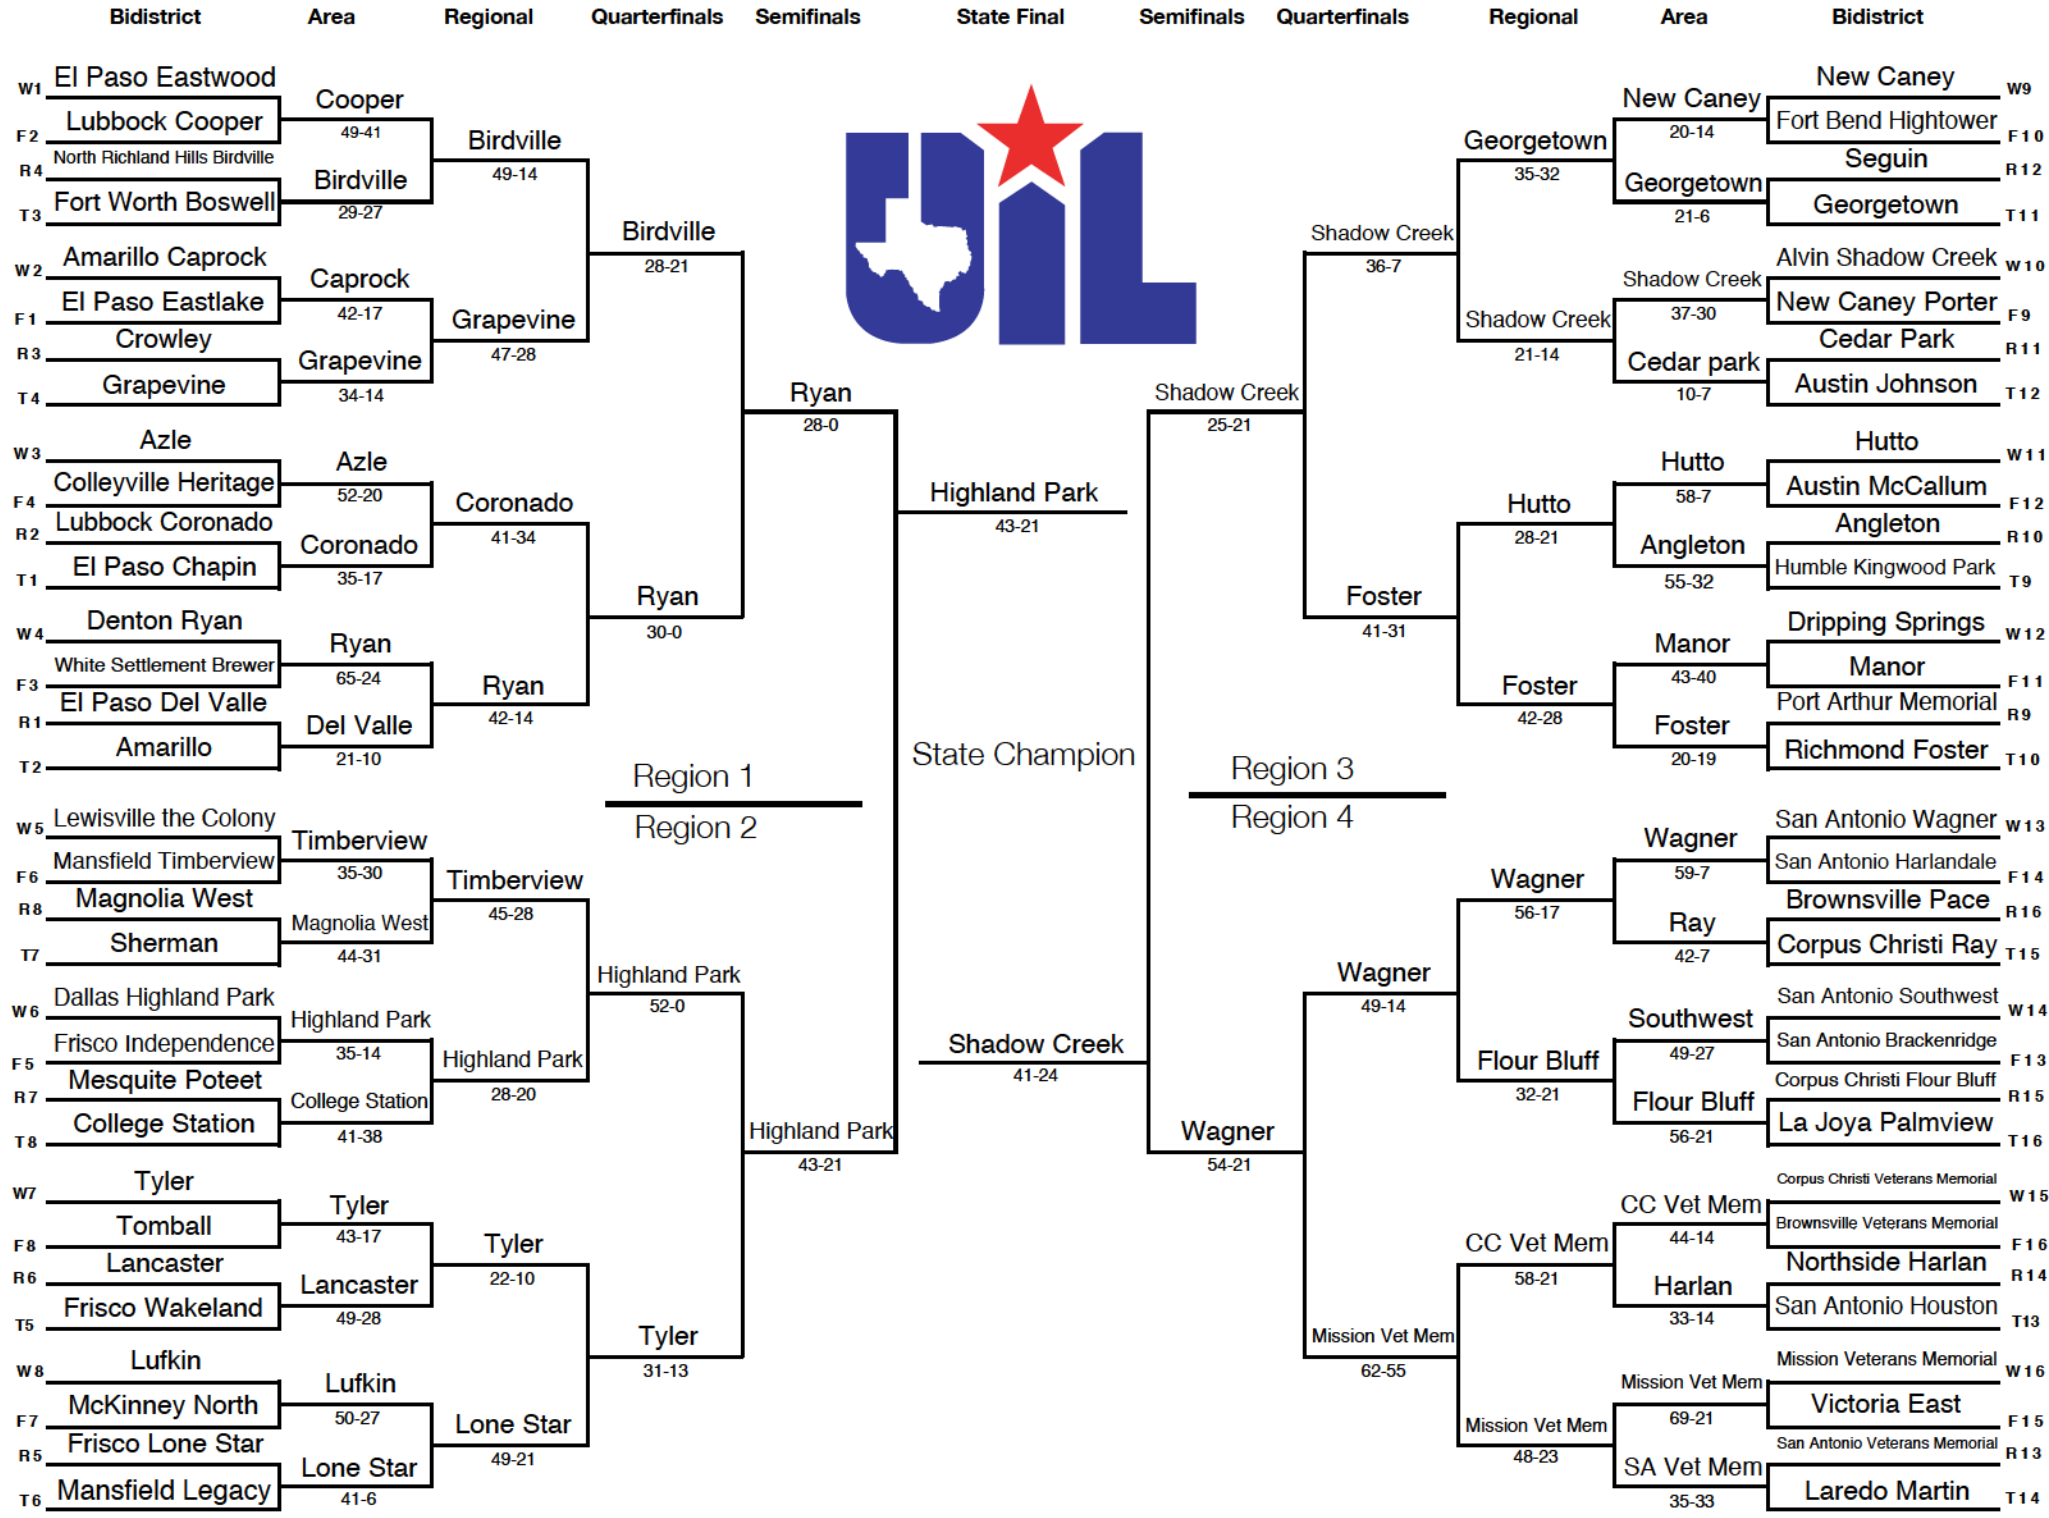 Bidistrict Area Regional Quarterfinals Semifinals State Final Semifinals Quarterfinals Regional Area Bidistrict
W1 El Paso Eastwood
Cooper
49-41
F2 Lubbock Cooper
Birdville
49-14
R4 North Richland Hills Birdville
Birdville
29-27
T3 Fort Worth Boswell
Birdville
28-21
W2 Amarillo Caprock
Caprock
42-17
F1 El Paso Eastlake
Grapevine
47-28
R3 Crowley
Grapevine
34-14
T4 Grapevine
Ryan
28-0
W3 Azle
Azle
52-20
F4 Colleyville Heritage
Coronado
41-34
R2 Lubbock Coronado
Coronado
35-17
T1 El Paso Chapin
Ryan
30-0
W4 Denton Ryan
Ryan
65-24
F3 White Settlement Brewer
Ryan
42-14
R1 El Paso Del Valle
Del Valle
21-10
T2 Amarillo
Region 1
Region 2
W5 Lewisville the Colony
Timberview
35-30
F6 Mansfield Timberview
Timberview
45-28
R8 Magnolia West
Magnolia West
44-31
T7 Sherman
Highland Park
52-0
W6 Dallas Highland Park
Highland Park
35-14
F5 Frisco Independence
Highland Park
28-20
R7 Mesquite Poteet
College Station
41-38
T8 College Station
Highland Park
43-21
W7 Tyler
Tyler
43-17
F8 Tomball
Tyler
22-10
R6 Lancaster
Lancaster
49-28
T5 Frisco Wakeland
Tyler
31-13
W8 Lufkin
Lufkin
50-27
F7 McKinney North
Lone Star
49-21
R5 Frisco Lone Star
Lone Star
41-6
T6 Mansfield Legacy
UIL
Highland Park
43-21
State Champion
Shadow Creek
41-24
New Caney W9
New Caney
20-14
Fort Bend Hightower F10
Georgetown
35-32
Seguin R12
Georgetown
21-6
Georgetown T11
Shadow Creek
36-7
Alvin Shadow Creek W10
Shadow Creek
37-30
New Caney Porter F9
Shadow Creek
21-14
Cedar Park R11
Cedar park
10-7
Austin Johnson T12
Shadow Creek
25-21
Hutto W11
Hutto
58-7
Austin McCallum F12
Hutto
28-21
Angleton R10
Angleton
55-32
Humble Kingwood Park T9
Foster
41-31
Dripping Springs W12
Manor
43-40
Manor F11
Foster
42-28
Port Arthur Memorial R9
Foster
20-19
Richmond Foster T10
Region 3
Region 4
San Antonio Wagner W13
Wagner
59-7
San Antonio Harlandale F14
Wagner
56-17
Brownsville Pace R16
Ray
42-7
Corpus Christi Ray T15
Wagner
49-14
San Antonio Southwest W14
Southwest
49-27
San Antonio Brackenridge F13
Flour Bluff
32-21
Corpus Christi Flour Bluff R15
Flour Bluff
56-21
La Joya Palmview T16
Wagner
54-21
Corpus Christi Veterans Memorial W15
CC Vet Mem
44-14
Brownsville Veterans Memorial F16
CC Vet Mem
58-21
Northside Harlan R14
Harlan
33-14
San Antonio Houston T13
Mission Vet Mem
62-55
Mission Veterans Memorial W16
Mission Vet Mem
69-21
Victoria East F15
Mission Vet Mem
48-23
San Antonio Veterans Memorial R13
SA Vet Mem
35-33
Laredo Martin T14